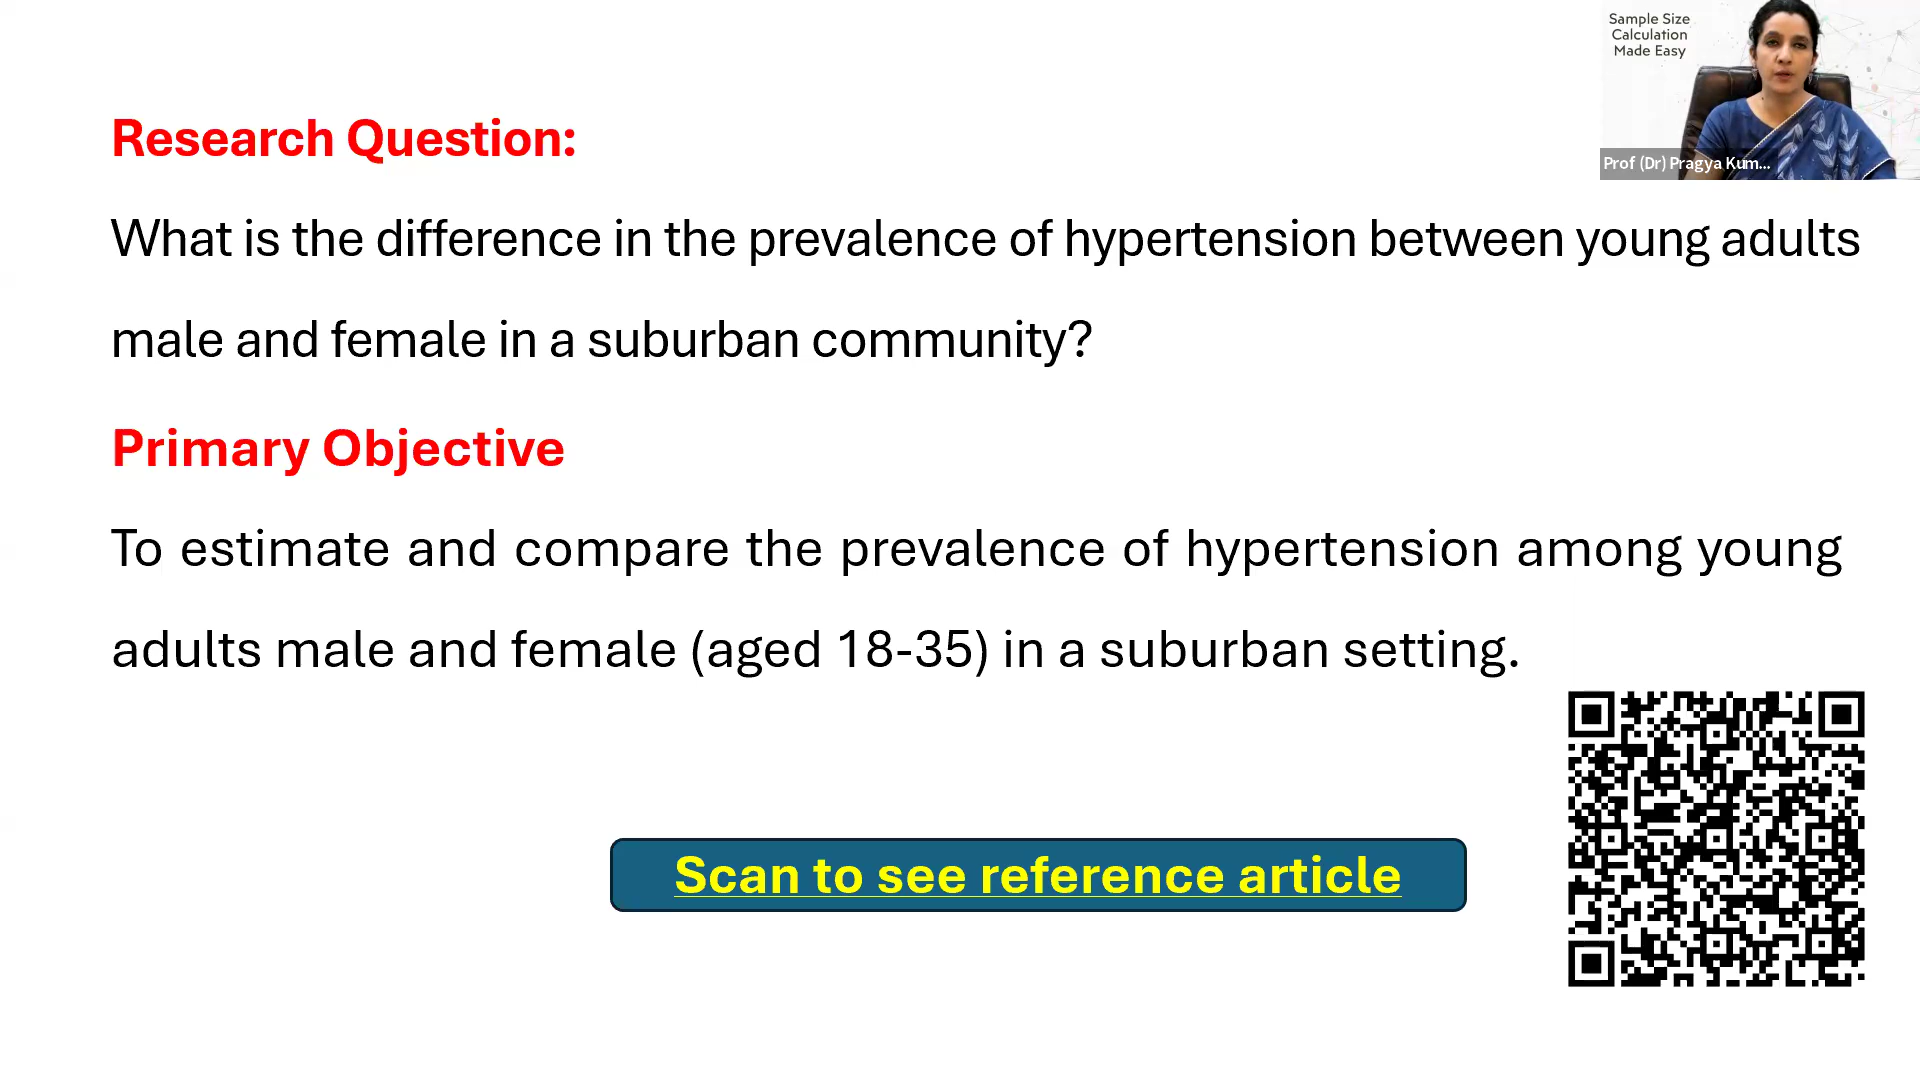 Sample Size
Calculation
Made Easy
Prof (Dr) Pragya Kum...
Research Question:
What is the difference in the prevalence of hypertension between young adults
male and female in a suburban community?
Primary Objective
To estimate and compare the prevalence of hypertension among young
adults male and female (aged 18-35) in a suburban setting.
Scan to see reference article